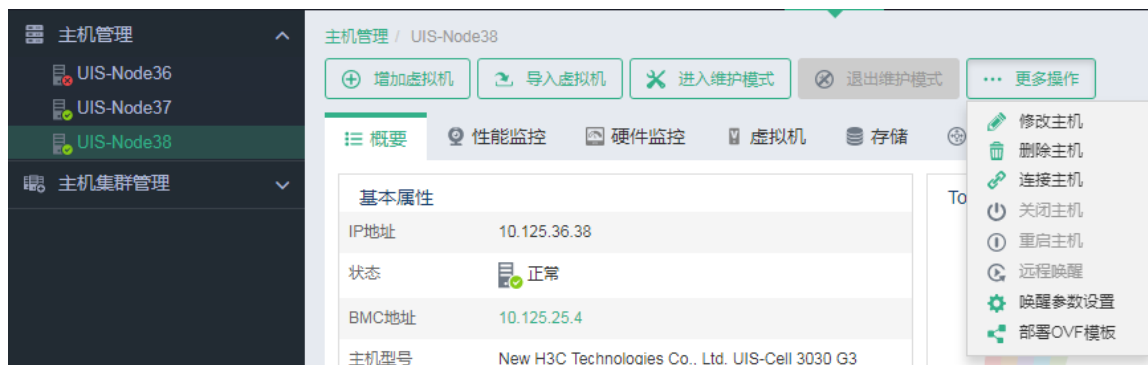 主机管理
UIS-Node36
UIS-Node37
UIS-Node38
主机集群管理
主机管理 / UIS-Node38
增加虚拟机 导入虚拟机 进入维护模式 退出维护模式 ··· 更多操作
概要 性能监控 硬件监控 虚拟机 存储
修改主机
删除主机
连接主机
关闭主机
重启主机
远程唤醒
唤醒参数设置
部署OVF模板
基本属性
To
IP地址 10.125.36.38
状态 正常
BMC地址 10.125.25.4
主机型号 New H3C Technologies Co., Ltd. UIS-Cell 3030 G3